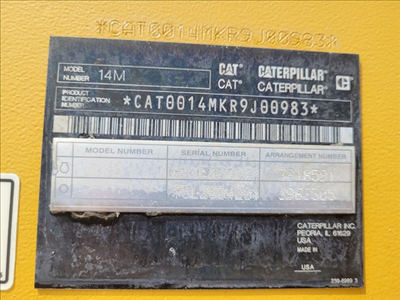 *CAT0014MKR9J00983*
MODEL NUMBER 14M CAT CATERPILLAR
CAT CATERPILLAR
PRODUCT IDENTIFICATION NUMBER *CAT0014MKR9J00983*
MODEL NUMBER SERIAL NUMBER ARRANGEMENT NUMBER
CATERPILLAR INC.
PEORIA, IL 61629
USA
MADE IN USA